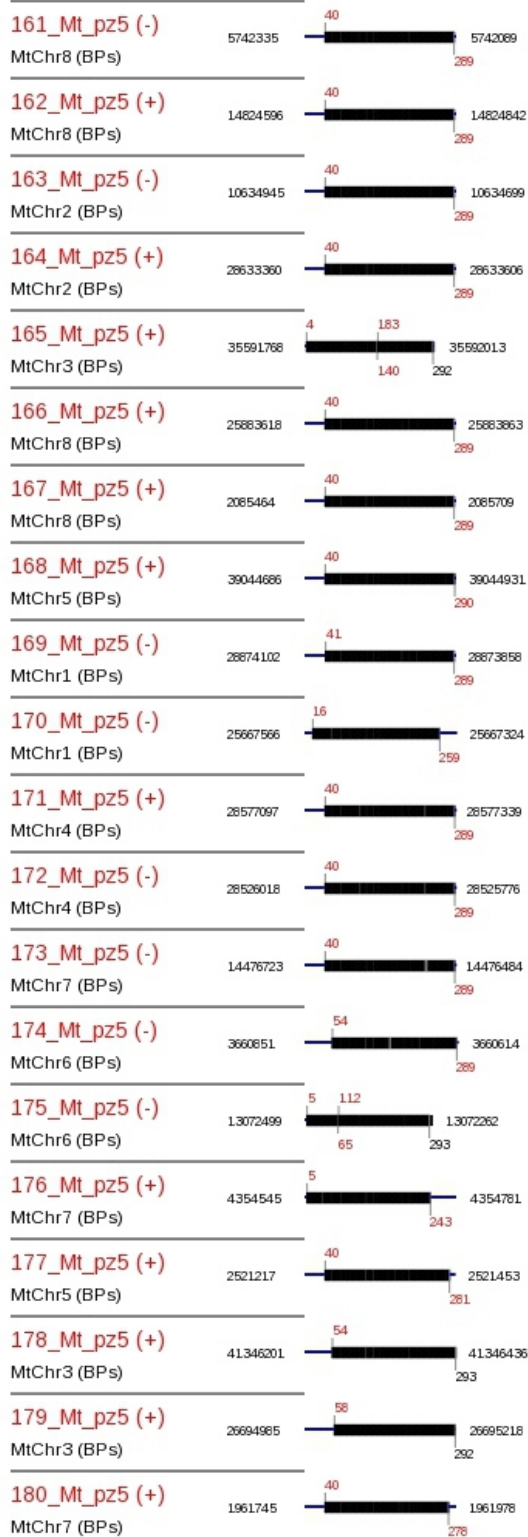 40
161_Mt_pz5 (-) 5742335 5742089
MtChr8 (BPs) 289
40
162_Mt_pz5 (+) 14824596 14824842
MtChr8 (BPs) 289
40
163_Mt_pz5 (-) 10634945 10634699
MtChr2 (BPs) 289
40
164_Mt_pz5 (+) 28633360 28633606
MtChr2 (BPs) 289
4 183
165_Mt_pz5 (+) 35591768 35592013
MtChr3 (BPs) 140 292
40
166_Mt_pz5 (+) 25883618 25883863
MtChr8 (BPs) 289
40
167_Mt_pz5 (+) 2085464 2085709
MtChr8 (BPs) 289
40
168_Mt_pz5 (+) 39044686 39044931
MtChr5 (BPs) 290
41
169_Mt_pz5 (-) 28874102 28873858
MtChr1 (BPs) 289
16
170_Mt_pz5 (-) 25667566 25667324
MtChr1 (BPs) 259
40
171_Mt_pz5 (+) 28577097 28577339
MtChr4 (BPs) 289
40
172_Mt_pz5 (-) 28526018 28525776
MtChr4 (BPs) 289
40
173_Mt_pz5 (-) 14476723 14476484
MtChr7 (BPs) 289
54
174_Mt_pz5 (-) 3660851 3660614
MtChr6 (BPs) 289
5 112
175_Mt_pz5 (-) 13072499 13072262
MtChr6 (BPs) 65 293
5
176_Mt_pz5 (+) 4354545 4354781
MtChr7 (BPs) 243
40
177_Mt_pz5 (+) 2521217 2521453
MtChr5 (BPs) 281
54
178_Mt_pz5 (+) 41346201 41346436
MtChr3 (BPs) 293
58
179_Mt_pz5 (+) 26694985 26695218
MtChr3 (BPs) 292
40
180_Mt_pz5 (+) 1961745 1961978
MtChr7 (BPs) 278